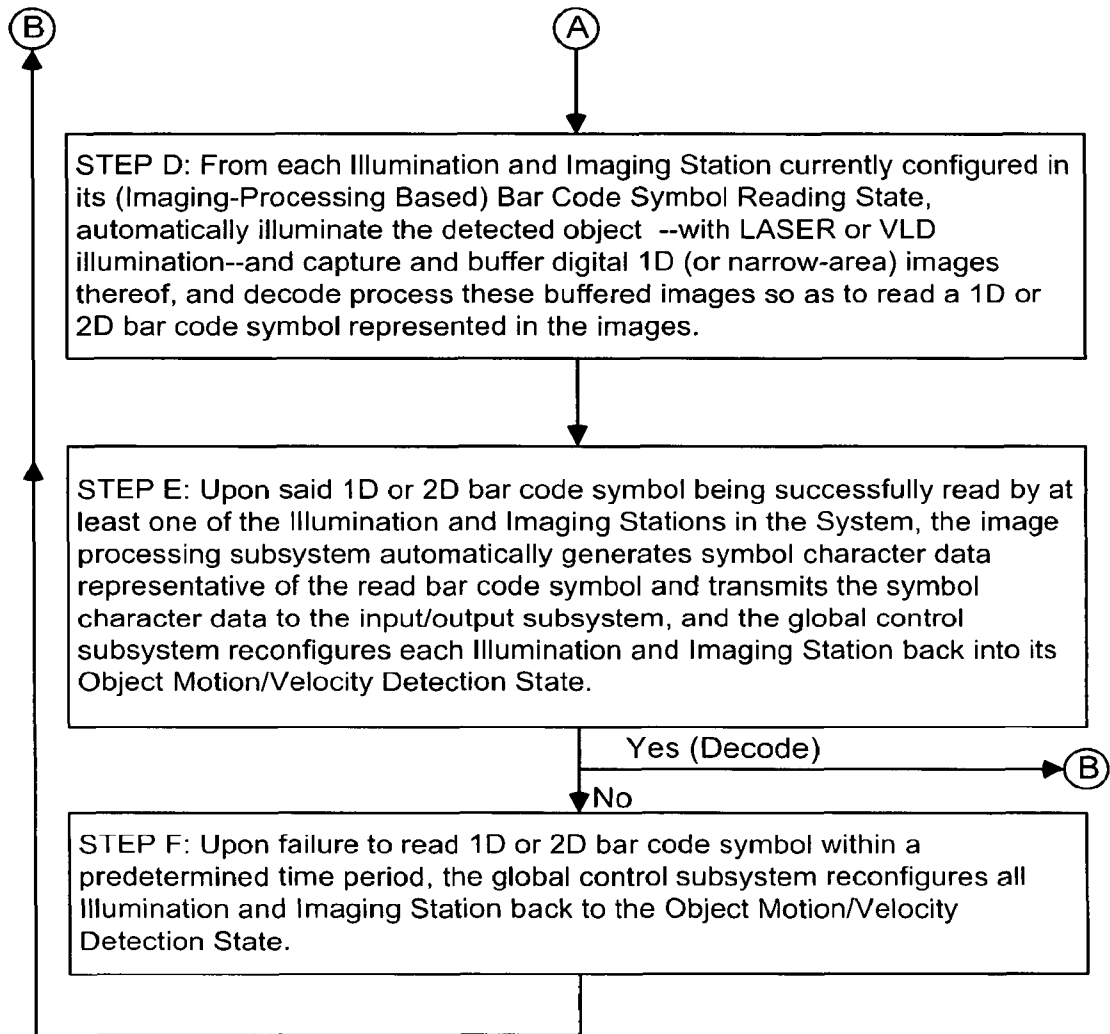 B
A
STEP D: From each Illumination and Imaging Station currently configured in
its (Imaging-Processing Based) Bar Code Symbol Reading State,
automatically illuminate the detected object --with LASER or VLD
illumination--and capture and buffer digital 1D (or narrow-area) images
thereof, and decode process these buffered images so as to read a 1D or
2D bar code symbol represented in the images.
STEP E: Upon said 1D or 2D bar code symbol being successfully read by at
least one of the Illumination and Imaging Stations in the System, the image
processing subsystem automatically generates symbol character data
representative of the read bar code symbol and transmits the symbol
character data to the input/output subsystem, and the global control
subsystem reconfigures each Illumination and Imaging Station back into its
Object Motion/Velocity Detection State.
Yes (Decode)
B
No
STEP F: Upon failure to read 1D or 2D bar code symbol within a
predetermined time period, the global control subsystem reconfigures all
Illumination and Imaging Station back to the Object Motion/Velocity
Detection State.